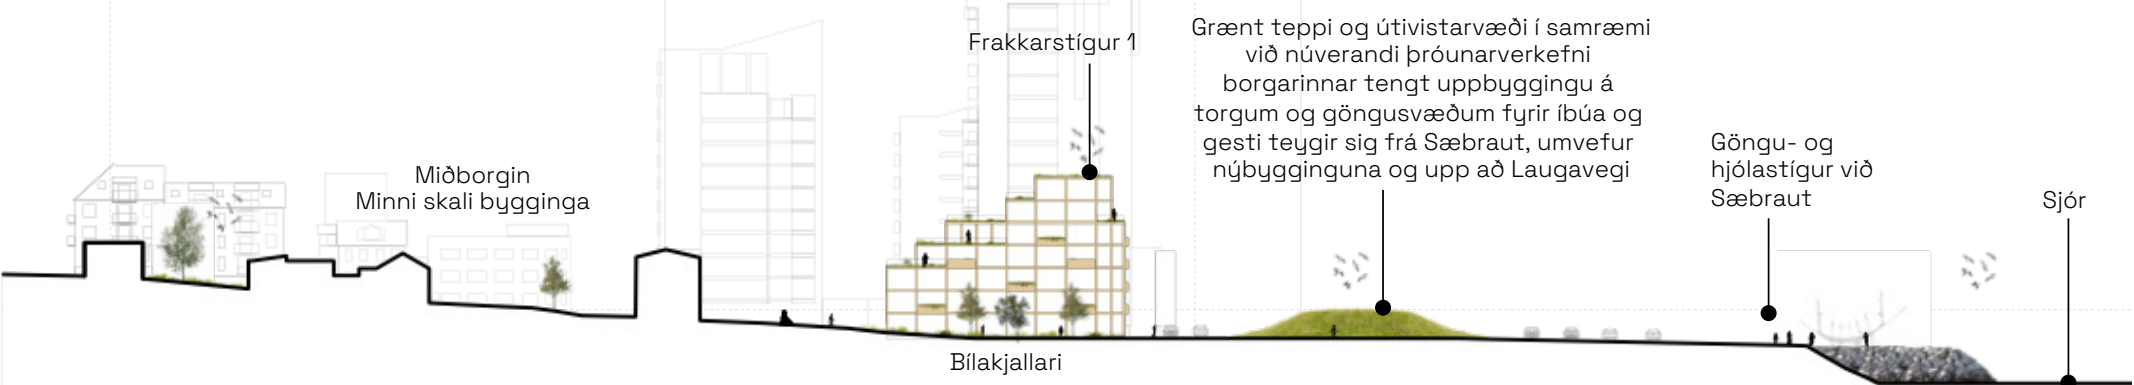 Miðborgin
Minni skali bygginga
Frakkarstígur 1
Bílakjallari
Grænt teppi og útivistarvæði í samræmi
við núverandi þróunarverkefni
borgarinnar tengt uppbyggingu á
torgum og göngusvæðum fyrir íbúa og
gesti teygir sig frá Sæbraut, umvefur
nýbygginguna og upp að Laugavegi
Göngu- og
hjólastígur við
Sæbraut
Sjór